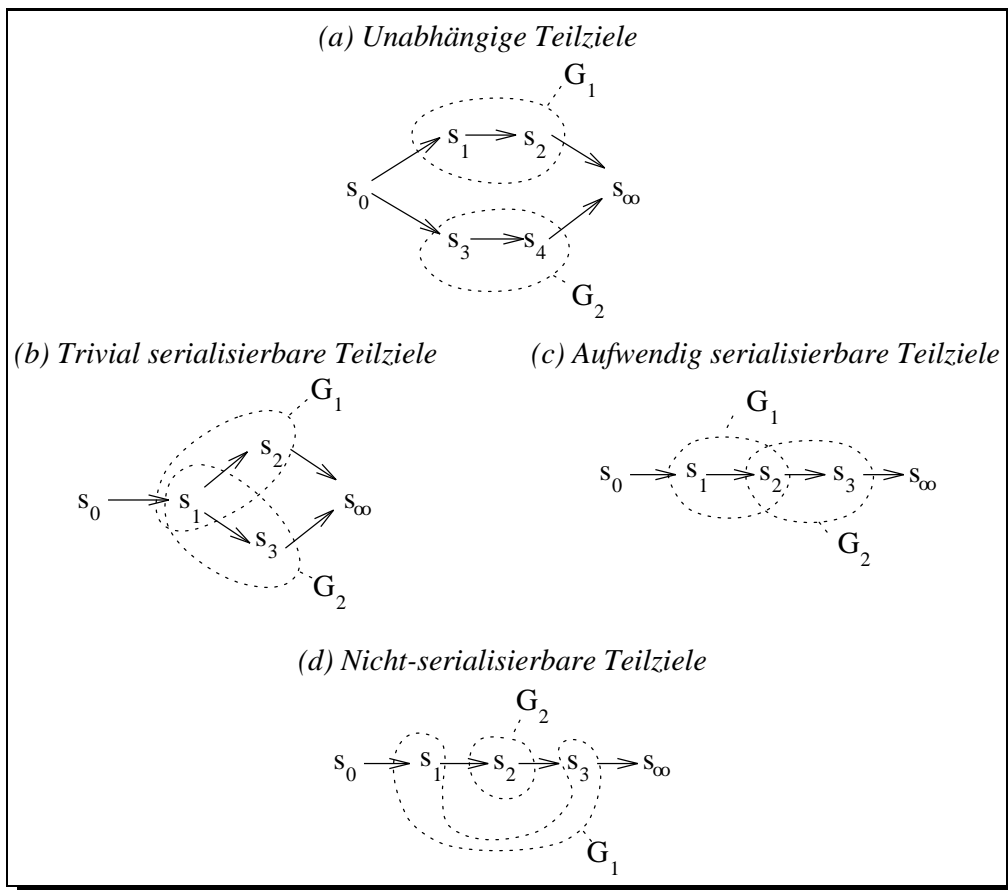 (a) Unabhängige Teilziele
G1
s1 s2
s0 s∞
s3 s4
G2
(b) Trivial serialisierbare Teilziele
G1
s2
s0 s1 s∞
s3
G2
(c) Aufwendig serialisierbare Teilziele
G1
s0 s1 s2 s3 s∞
G2
(d) Nicht-serialisierbare Teilziele
G2
s0 s1 s2 s3 s∞
G1